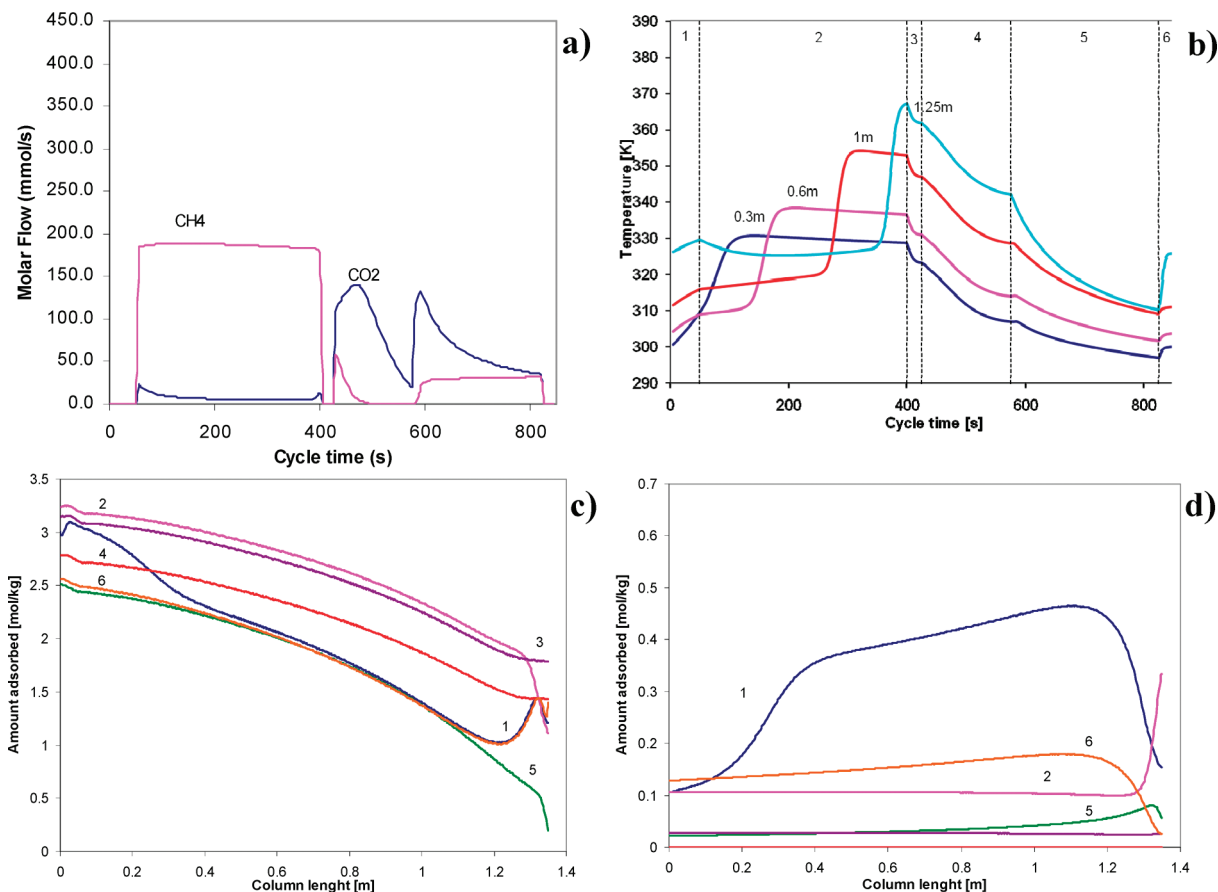 a)
450.0
400.0
350.0
300.0
250.0
200.0
150.0
100.0
50.0
0.0
Molar Flow (mmol/s)
CH4
CO2
0 200 400 600 800
Cycle time (s)
b)
390
380
370
360
350
340
330
320
310
300
290
Temperature [K]
1 2 3 4 5 6
1.25m
1m
0.6m
0.3m
0 200 400 600 800
Cycle time [s]
c)
3.5
3
2.5
2
1.5
1
0.5
0
Amount adsorbed [mol/kg]
2
4
6
3
1
5
0 0.2 0.4 0.6 0.8 1 1.2 1.4
Column lenght [m]
d)
0.7
0.6
0.5
0.4
0.3
0.2
0.1
0
Amount adsorbed [mol/kg]
1
6
2
5
0 0.2 0.4 0.6 0.8 1 1.2 1.4
Column lenght [m]